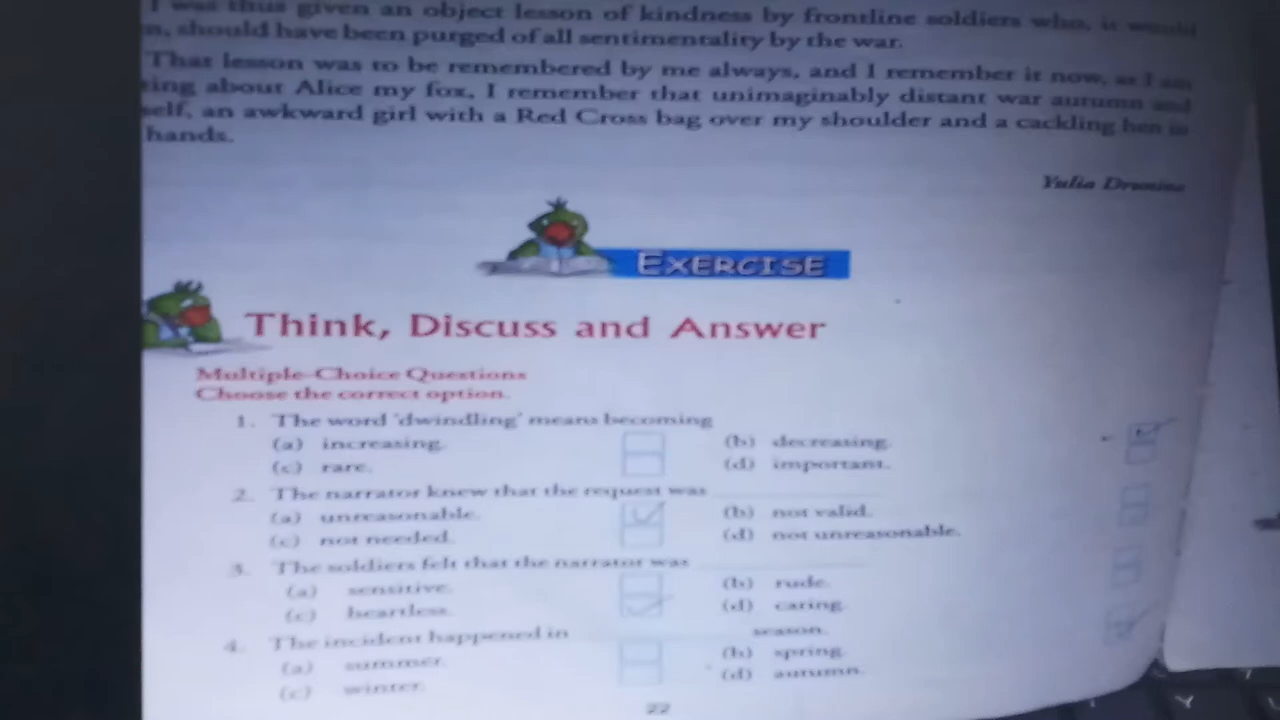 I was thus given an object lesson of kindness by frontline soldiers who, it would
should have been purged of all sentimentality by the war.
That lesson was to be remembered by me always, and I remember it now, as I am
about Alice my fox, I remember that unimaginably distant war autumn and
self, an awkward girl with a Red Cross bag over my shoulder and a cackling hen in
hands.
Yulia
EXERCISE
Think, Discuss and Answer
Multiple-Choice Questions
Choose the correct option.
1. The word 'dwindling' means becoming
(a) increasing. (b) decreasing.
(c) rare. (d) important.
2. The narrator knew that the request was
(a) unreasonable. (b) not valid.
(c) not needed. (d) not unreasonable.
3. The soldiers felt that the narrator was
(a) sensitive. (b) rude.
(c) heartless. (d) caring.
4. The incident happened in season.
(a) summer. (b) spring.
(c) winter. (d) autumn.
22
Y